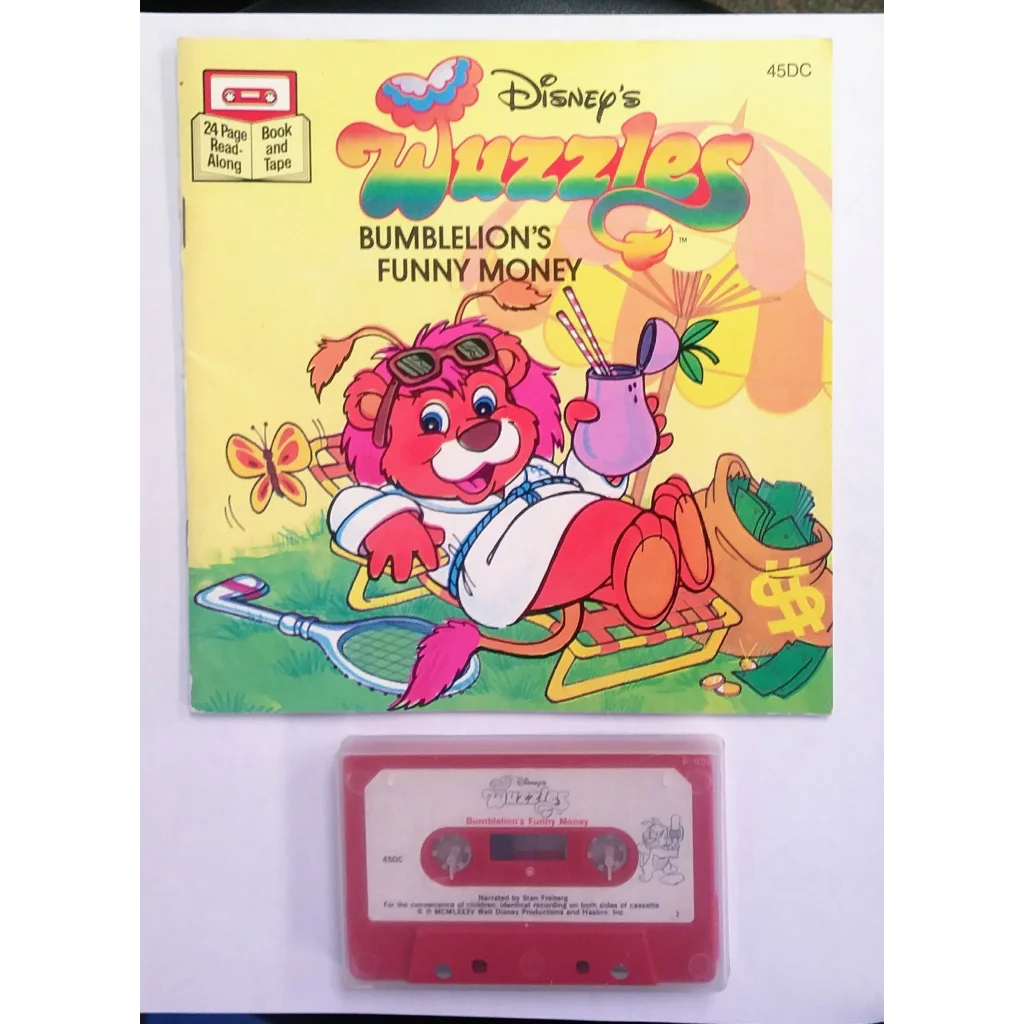 45DC
24 Page Book
Read- and
Along Tape
Disney's
Wuzzles
™
BUMBLELION'S
FUNNY MONEY
$
Disney's
Wuzzles
Bumblelion's Funny Money
45DC
Narrated by Stan Freberg
For the convenience of children, identical recording on both sides of cassette.
© ℗ MCMLXXXV Walt Disney Productions and Hasbro, Inc.
2